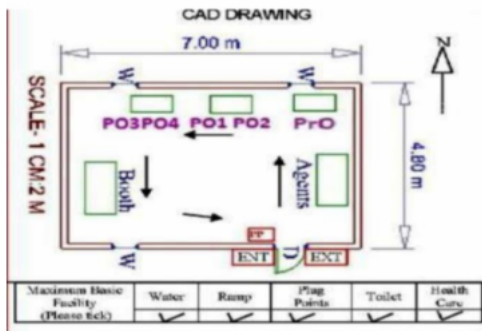 CAD DRAWING
7.00 m
N
W
W
SCALE- 1 CM:2 M
PO3PO4 PO1 PO2 PrO
4.80 m
Booth
Agents
PP
W
ENT D EXT
Maximum Basic Facility (Please tick)
Water
Ramp
Plug Points
Toilet
Health Care